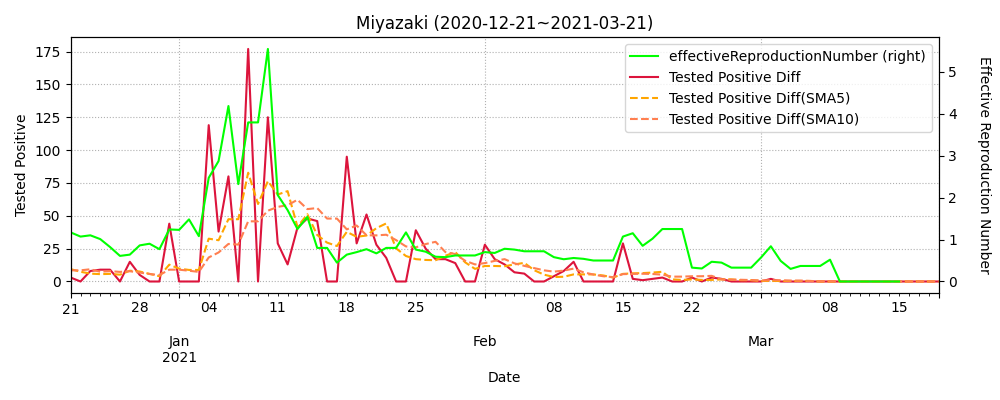 Miyazaki (2020-12-21~2021-03-21)
effectiveReproductionNumber (right)
Tested Positive Diff
Tested Positive Diff(SMA5)
Tested Positive Diff(SMA10)
Tested Positive
175
150
125
100
75
50
25
0
Effective Reproduction Number
5
4
3
2
1
0
21 28 04 11 18 25 08 15 22 08 15
Jan Feb Mar
2021
Date